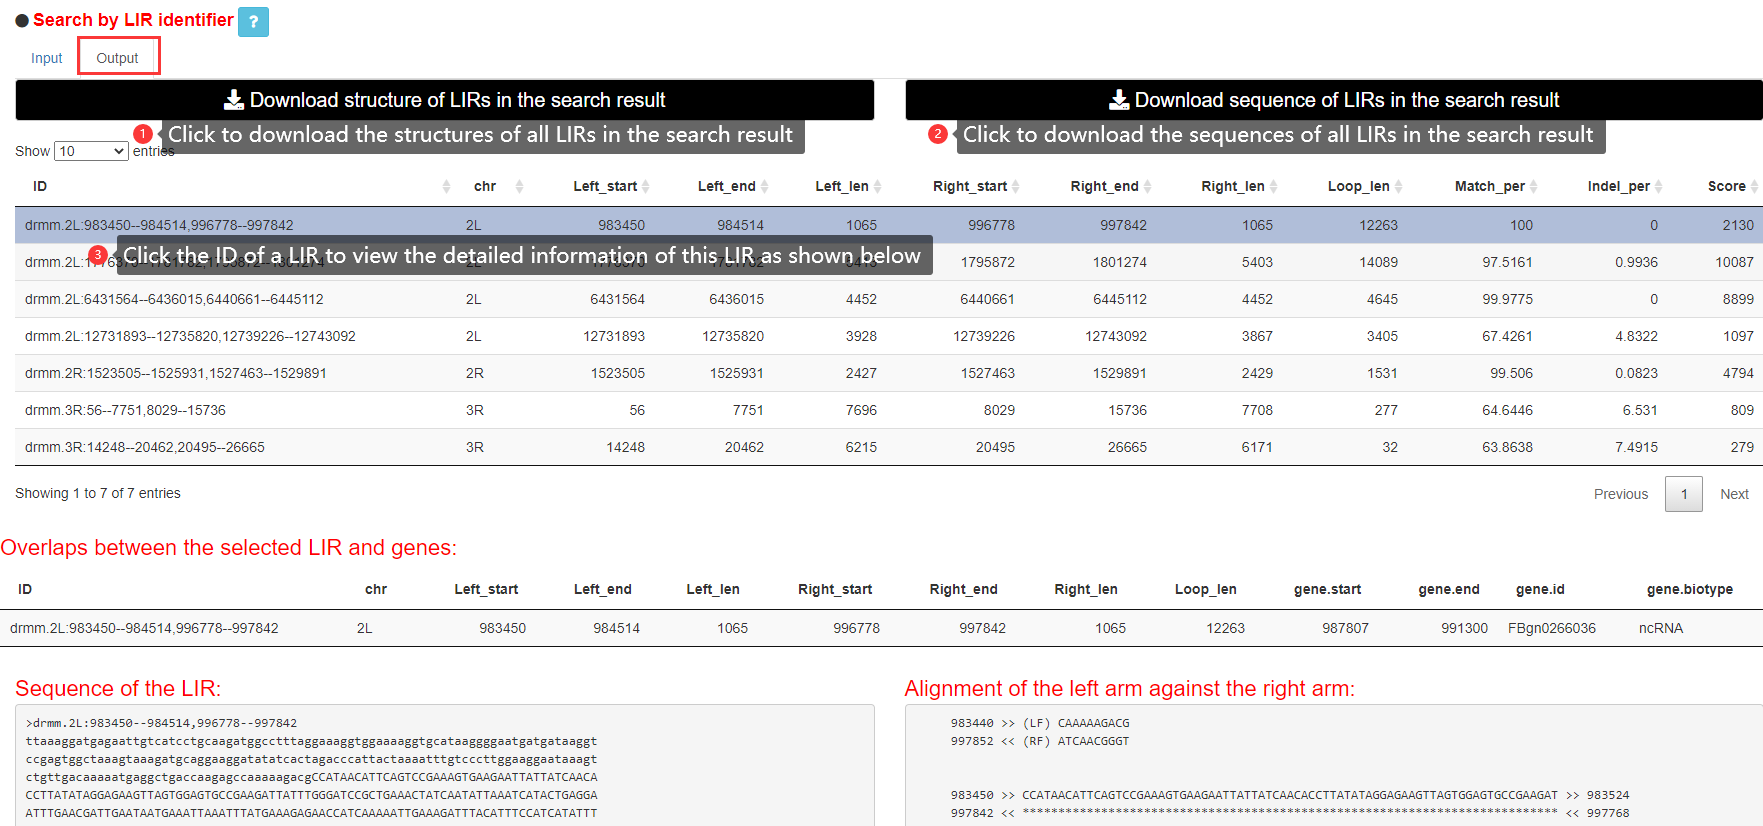 Search by LIR identifier ?
Input Output
Download structure of LIRs in the search result
Download sequence of LIRs in the search result
1 Click to download the structures of all LIRs in the search result
2 Click to download the sequences of all LIRs in the search result
Show 10 entries
ID chr Left_start Left_end Left_len Right_start Right_end Right_len Loop_len Match_per Indel_per Score
drmm.2L:983450--984514,996778--997842 2L 983450 984514 1065 996778 997842 1065 12263 100 0 2130
3 Click the ID of a LIR to view the detailed information of this LIR as shown below
drmm.2L: 1795872 1801274 5403 14089 97.5161 0.9936 10087
drmm.2L:6431564--6436015,6440661--6445112 2L 6431564 6436015 4452 6440661 6445112 4452 4645 99.9775 0 8899
drmm.2L:12731893--12735820,12739226--12743092 2L 12731893 12735820 3928 12739226 12743092 3867 3405 67.4261 4.8322 1097
drmm.2R:1523505--1525931,1527463--1529891 2R 1523505 1525931 2427 1527463 1529891 2429 1531 99.506 0.0823 4794
drmm.3R:56--7751,8029--15736 3R 56 7751 7696 8029 15736 7708 277 64.6446 6.531 809
drmm.3R:14248--20462,20495--26665 3R 14248 20462 6215 20495 26665 6171 32 63.8638 7.4915 279
Showing 1 to 7 of 7 entries
Previous 1 Next
Overlaps between the selected LIR and genes:
ID chr Left_start Left_end Left_len Right_start Right_end Right_len Loop_len gene.start gene.end gene.id gene.biotype
drmm.2L:983450--984514,996778--997842 2L 983450 984514 1065 996778 997842 1065 12263 987807 991300 FBgn0266036 ncRNA
Sequence of the LIR:
>drmm.2L:983450--984514,996778--997842
ttaaaggatgagaattgtcatcctgcaagatggcctttaggaaaggtggaaaaggtgcataaggggaatgatgataaggt
ccgagtggctaaagtaaagatgcaggaaggatatatcactagacccattactaaaatttgtcccttggaaggaataaagt
ctgttgacaaaaatgaggctgaccaagagccaaaaagacgCCATAACATTCAGTCCGAAAGTGAAGAATTATTATCAACA
CCTTATATAGGAGAAGTTAGTGGAGTGCCGAAGATTATTTGGGATCCGCTGAAACTATCAATATTAAATCATACTGAGGA
ATTTGAACGATTGAATAATGAAATTAAATTTATGAAAGAGAACCATCAAAAATTGAAAGATTTACATTTCCATCATATTT
Alignment of the left arm against the right arm:
983440 >> (LF) CAAAAAGACG
997852 << (RF) ATCAACGGGT
983450 >> CCATAACATTCAGTCCGAAAGTGAAGAATTATTATCAACACCTTATATAGGAGAAGTTAGTGGAGTGCCGAAGAT >> 983524
997842 << *************************************************************************** << 997768